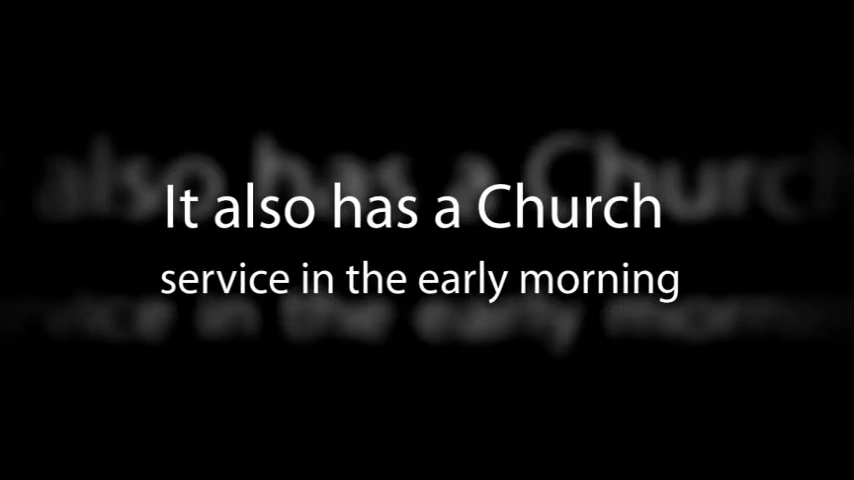 It also has a Church
service in the early morning